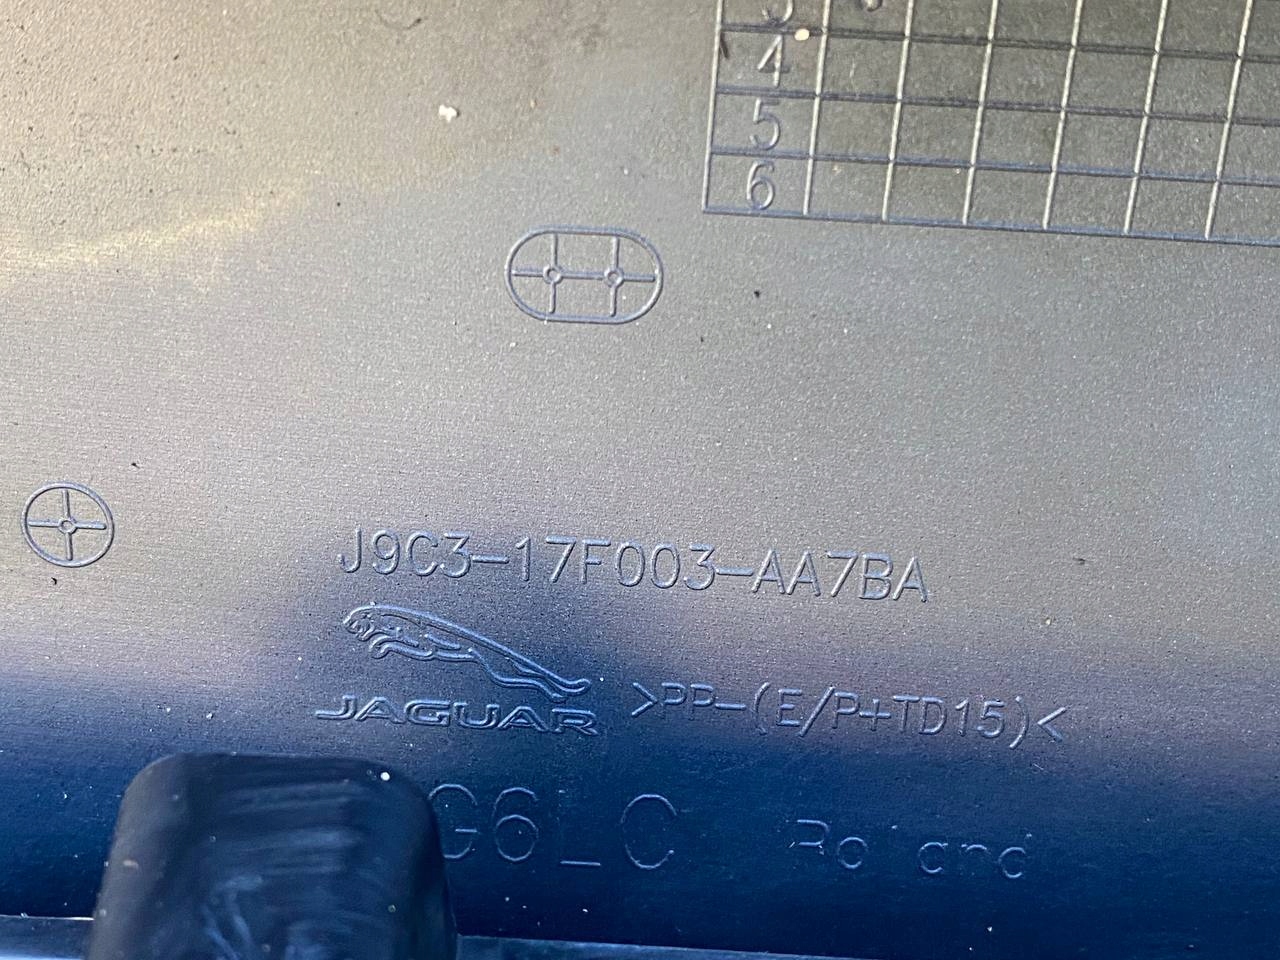 4
5
6
J9C3-17F003-AA7BA
JAGUAR
>PP-(E/P+TD15)<
G6_C